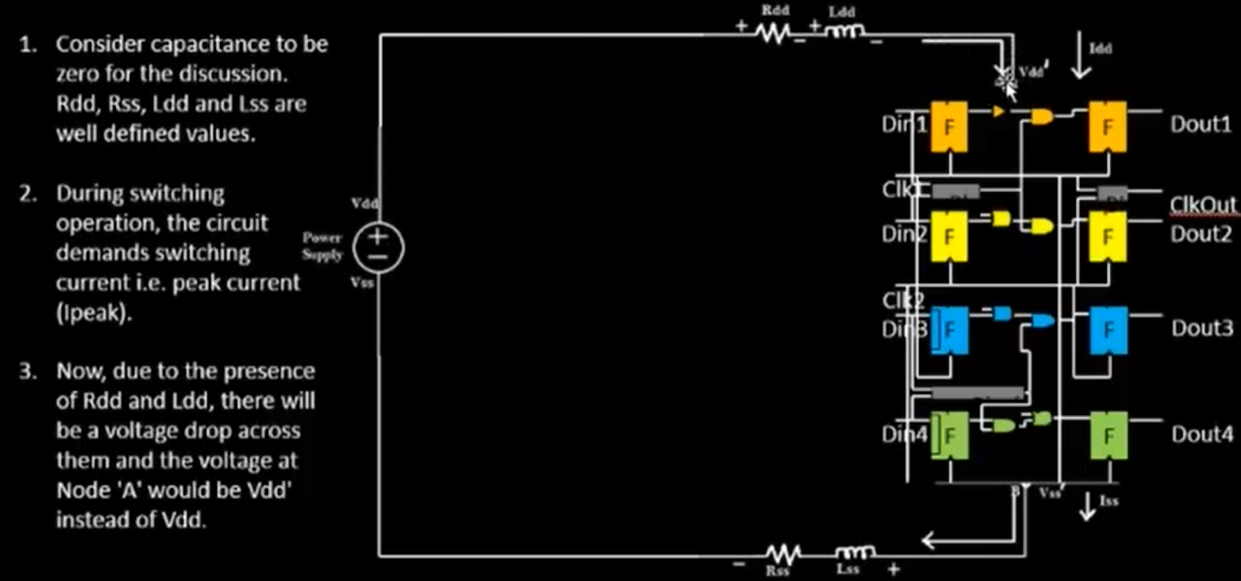 1. Consider capacitance to be
zero for the discussion.
Rdd, Rss, Ldd and Lss are
well defined values.
2. During switching
operation, the circuit
demands switching
current i.e. peak current
(Ipeak).
3. Now, due to the presence
of Rdd and Ldd, there will
be a voltage drop across
them and the voltage at
Node 'A' would be Vdd'
instead of Vdd.
Rdd
Ldd
+ − + −
Idd
Vdd'
Vdd
Power
Supply
+
−
Vss
Din1 F F Dout1
Clk1
ClkOut
Din2 F F Dout2
Clk2
Din3 F F Dout3
Din4 F F Dout4
B Vss'
Iss
− +
Rss
Lss